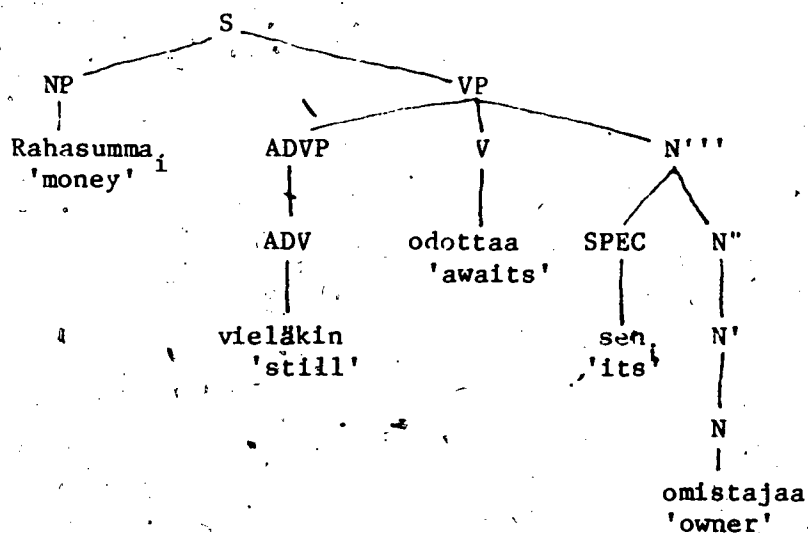 S
NP VP
Rahasumma i ADVP V N'''
'money'
ADV odottaa SPEC N"
'awaits'
vieläkin sen i N'
'still' 'its'
N
omistajaa
'owner'